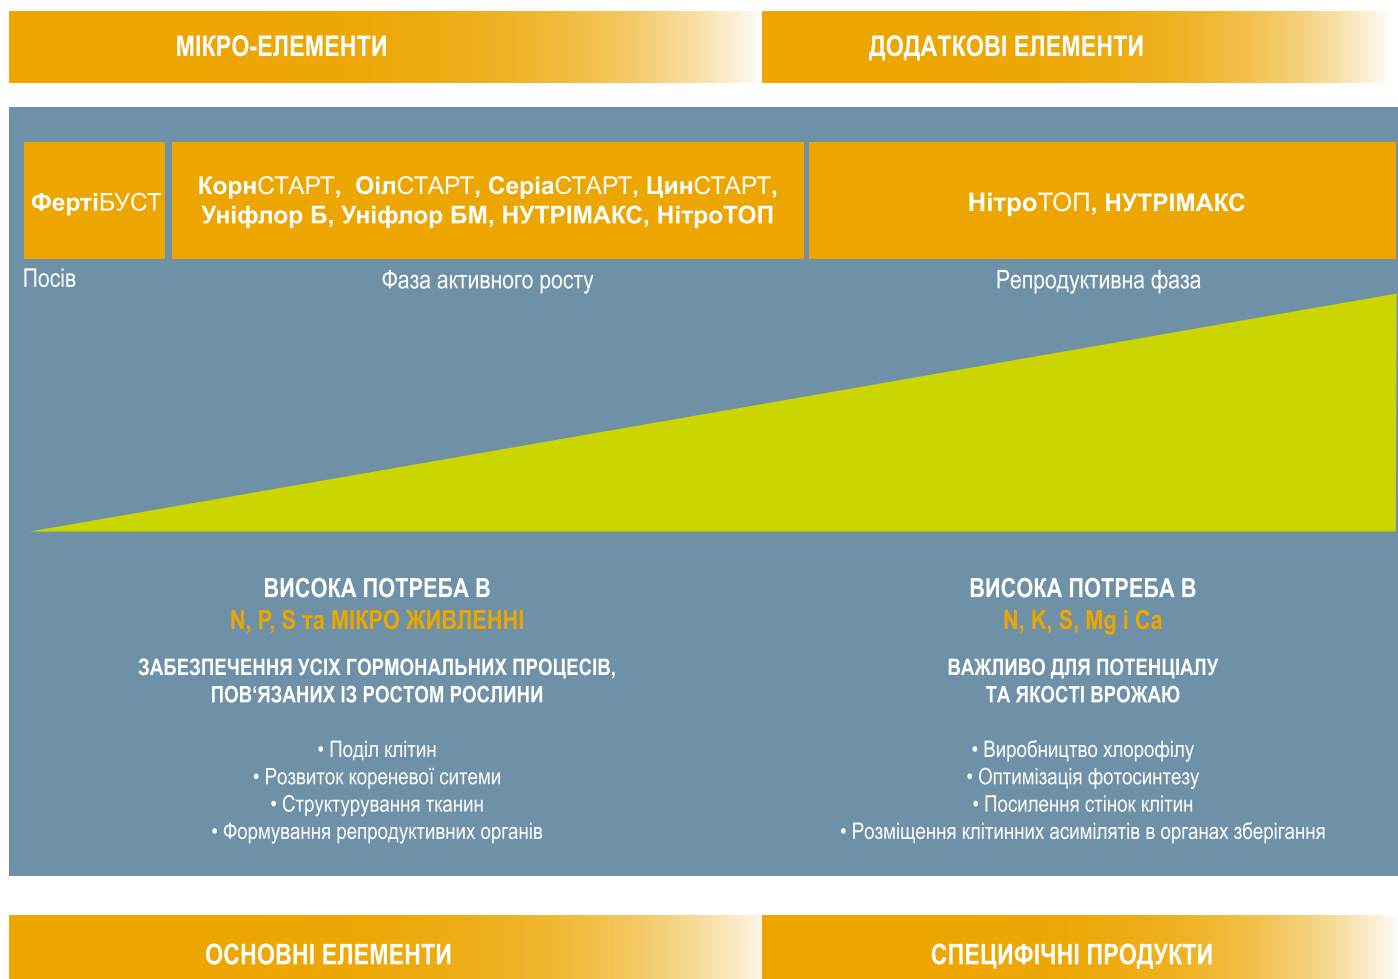 МІКРО-ЕЛЕМЕНТИ
ДОДАТКОВІ ЕЛЕМЕНТИ
ФертіБУСТ
КорнСТАРТ, ОілСТАРТ, СеріаСТАРТ, ЦинСТАРТ,
Уніфлор Б, Уніфлор БМ, НУТРІМАКС, НітроТОП
НітроТОП, НУТРІМАКС
Посів
Фаза активного росту
Репродуктивна фаза
ВИСОКА ПОТРЕБА В
N, P, S та МІКРО ЖИВЛЕННІ
ЗАБЕЗПЕЧЕННЯ УСІХ ГОРМОНАЛЬНИХ ПРОЦЕСІВ,
ПОВ‘ЯЗАНИХ ІЗ РОСТОМ РОСЛИНИ
• Поділ клітин
• Розвиток кореневої ситеми
• Структурування тканин
• Формування репродуктивних органів
ВИСОКА ПОТРЕБА В
N, K, S, Mg і Ca
ВАЖЛИВО ДЛЯ ПОТЕНЦІАЛУ
ТА ЯКОСТІ ВРОЖАЮ
• Виробництво хлорофілу
• Оптимізація фотосинтезу
• Посилення стінок клітин
• Розміщення клітинних асимілятів в органах зберігання
ОСНОВНІ ЕЛЕМЕНТИ
СПЕЦИФІЧНІ ПРОДУКТИ